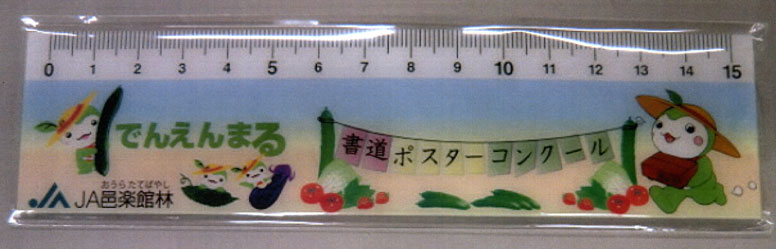 0 1 2 3 4 5 6 7 8 9 10 11 12 13 14 15
でんえんまる
書道ポスターコンクール
おうらたてばやし
JA邑楽館林